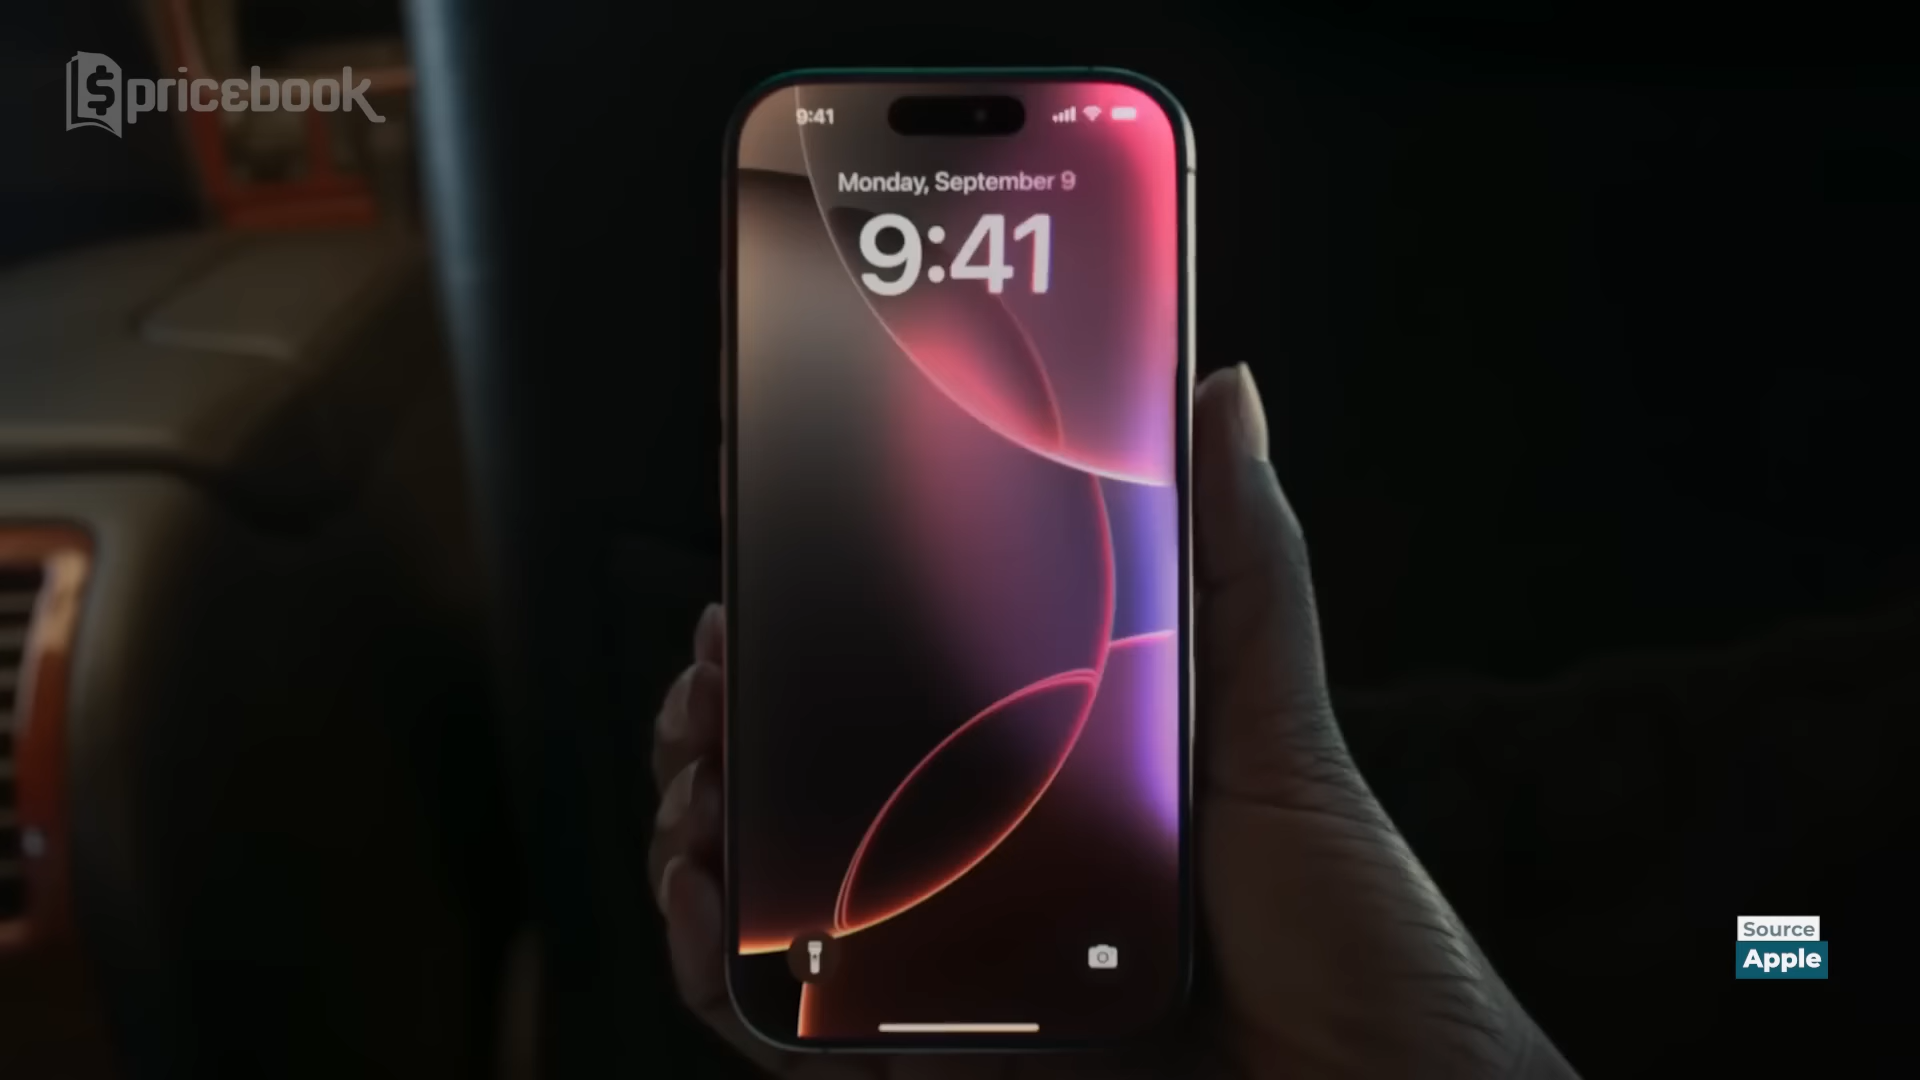 pricebook
9:41
Monday, September 9
9:41
Source
Apple